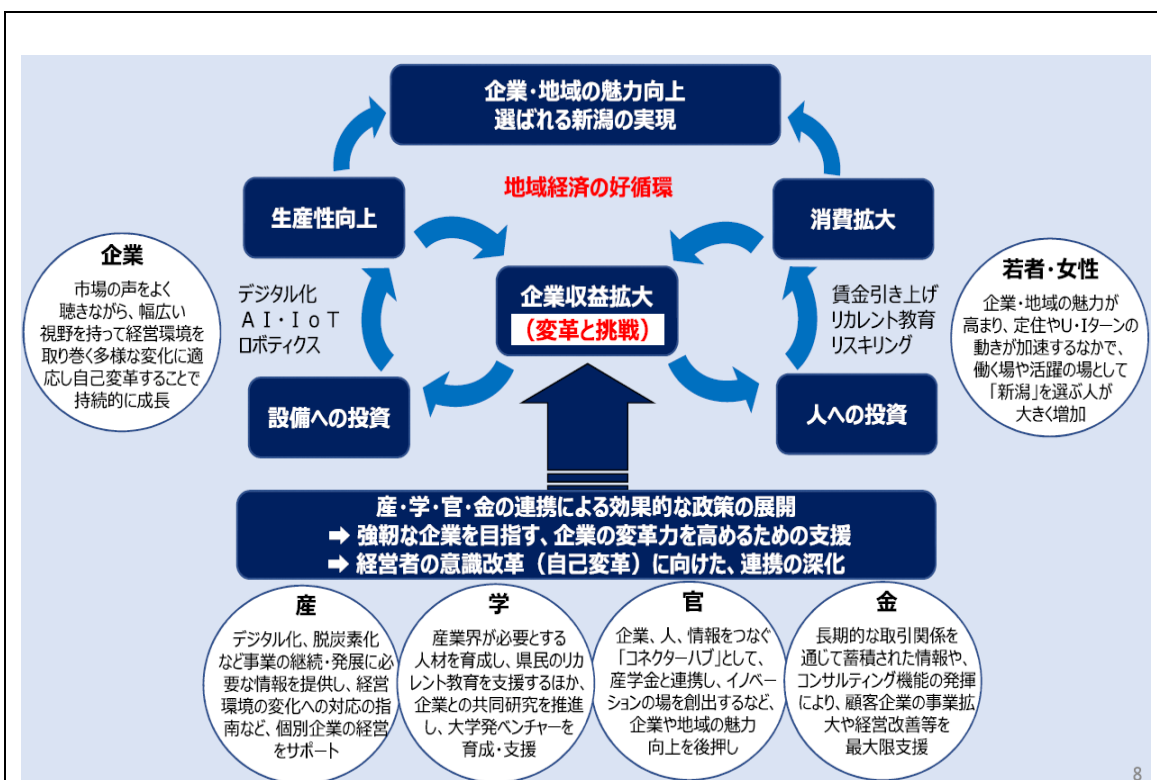 企業・地域の魅力向上
選ばれる新潟の実現
地域経済の好循環
生産性向上
消費拡大
企業
市場の声をよく
聴きながら、幅広い
視野を持って経営環境を
取り巻く多様な変化に適
応し自己変革することで
持続的に成長
デジタル化
ＡＩ・ＩｏＴ
ロボティクス
企業収益拡大
（変革と挑戦）
賃金引き上げ
リカレント教育
リスキリング
若者・女性
企業・地域の魅力が
高まり、定住やU・Iターンの
動きが加速するなかで、
働く場や活躍の場として
「新潟」を選ぶ人が
大きく増加
設備への投資
人への投資
産・学・官・金の連携による効果的な政策の展開
➡ 強靭な企業を目指す、企業の変革力を高めるための支援
➡ 経営者の意識改革（自己変革）に向けた、連携の深化
産
デジタル化、脱炭素化
など事業の継続・発展に必
要な情報を提供し、経営
環境の変化への対応の指
南など、個別企業の経営
をサポート
学
産業界が必要とする
人材を育成し、県民のリカ
レント教育を支援するほか、
企業との共同研究を推進
し、大学発ベンチャーを
育成・支援
官
企業、人、情報をつなぐ
「コネクターハブ」として、
産学金と連携し、イノベー
ションの場を創出するなど、
企業や地域の魅力
向上を後押し
金
長期的な取引関係を
通じて蓄積された情報や、
コンサルティング機能の発揮
により、顧客企業の事業拡
大や経営改善等を
最大限支援
8